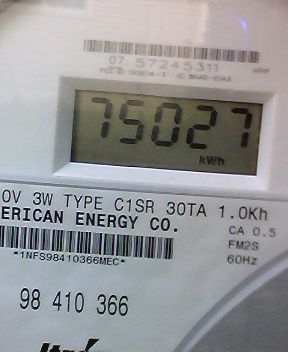 07 57245311
75027
kWh
0V 3W TYPE C1SR 30TA 1.0Kh
ERICAN ENERGY CO.
CA 0.5
FM2S
60Hz
*1NFS98410366MEC*
98 410 366